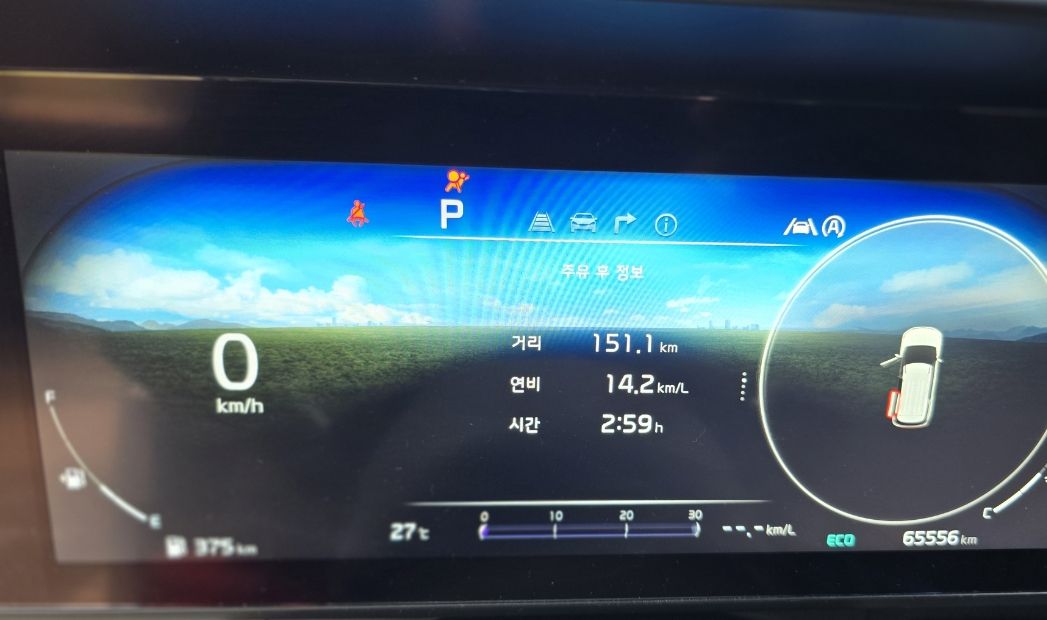 P
(A)
주유 후 정보
0
km/h
거리 151.1 km
연비 14.2 km/L
시간 2:59 h
F
E
C
375 km
27℃
0 10 20 30
--.- km/L
ECO
65556 km